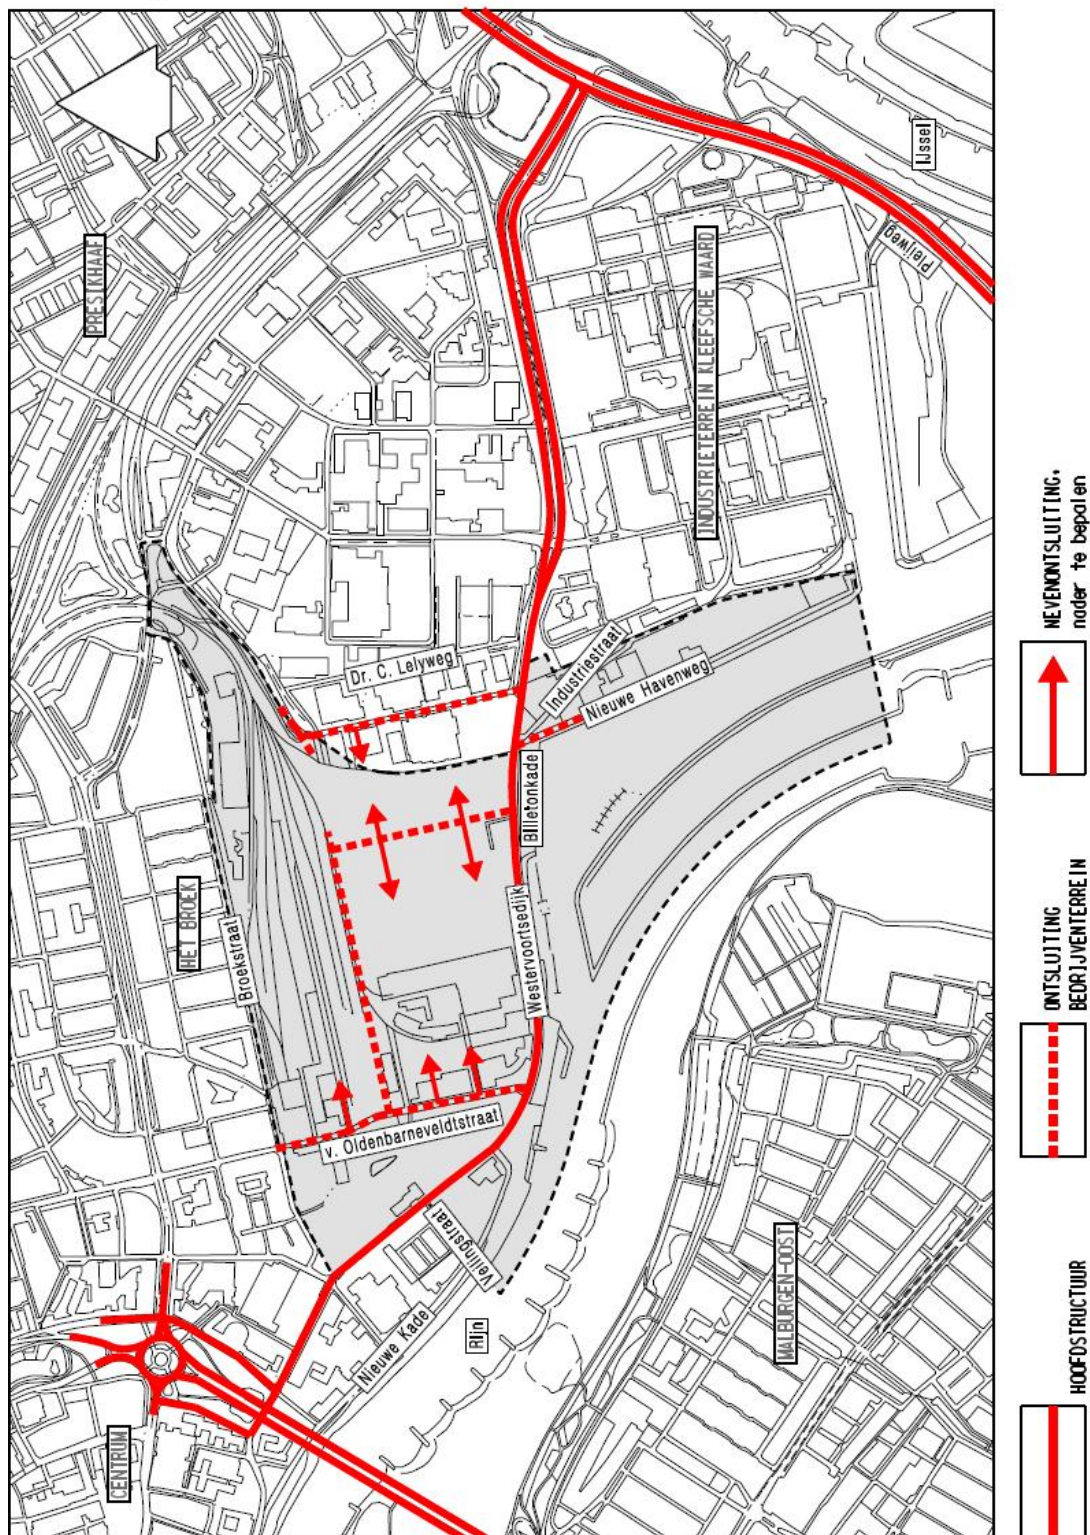 CENTRUM
HET BROEK
PRESIKHAAF
Broekstraat
v. Oldenbarneveldtstraat
Dr. C. Lelyweg
Nieuwe Kade
Veilingstraat
Rijn
Westervoortsedijk
Billetonkade
Industriestraat
Nieuwe Havenweg
INDUSTRIETERREIN KLEEFSCHE WAARD
Pleijweg
IJssel
MALBURGEN-OOST
HOOFDSTRUCTUUR
ONTSLUITING
BEDRIJVENTERREIN
NEVENONTSLUITING,
nader te bepalen